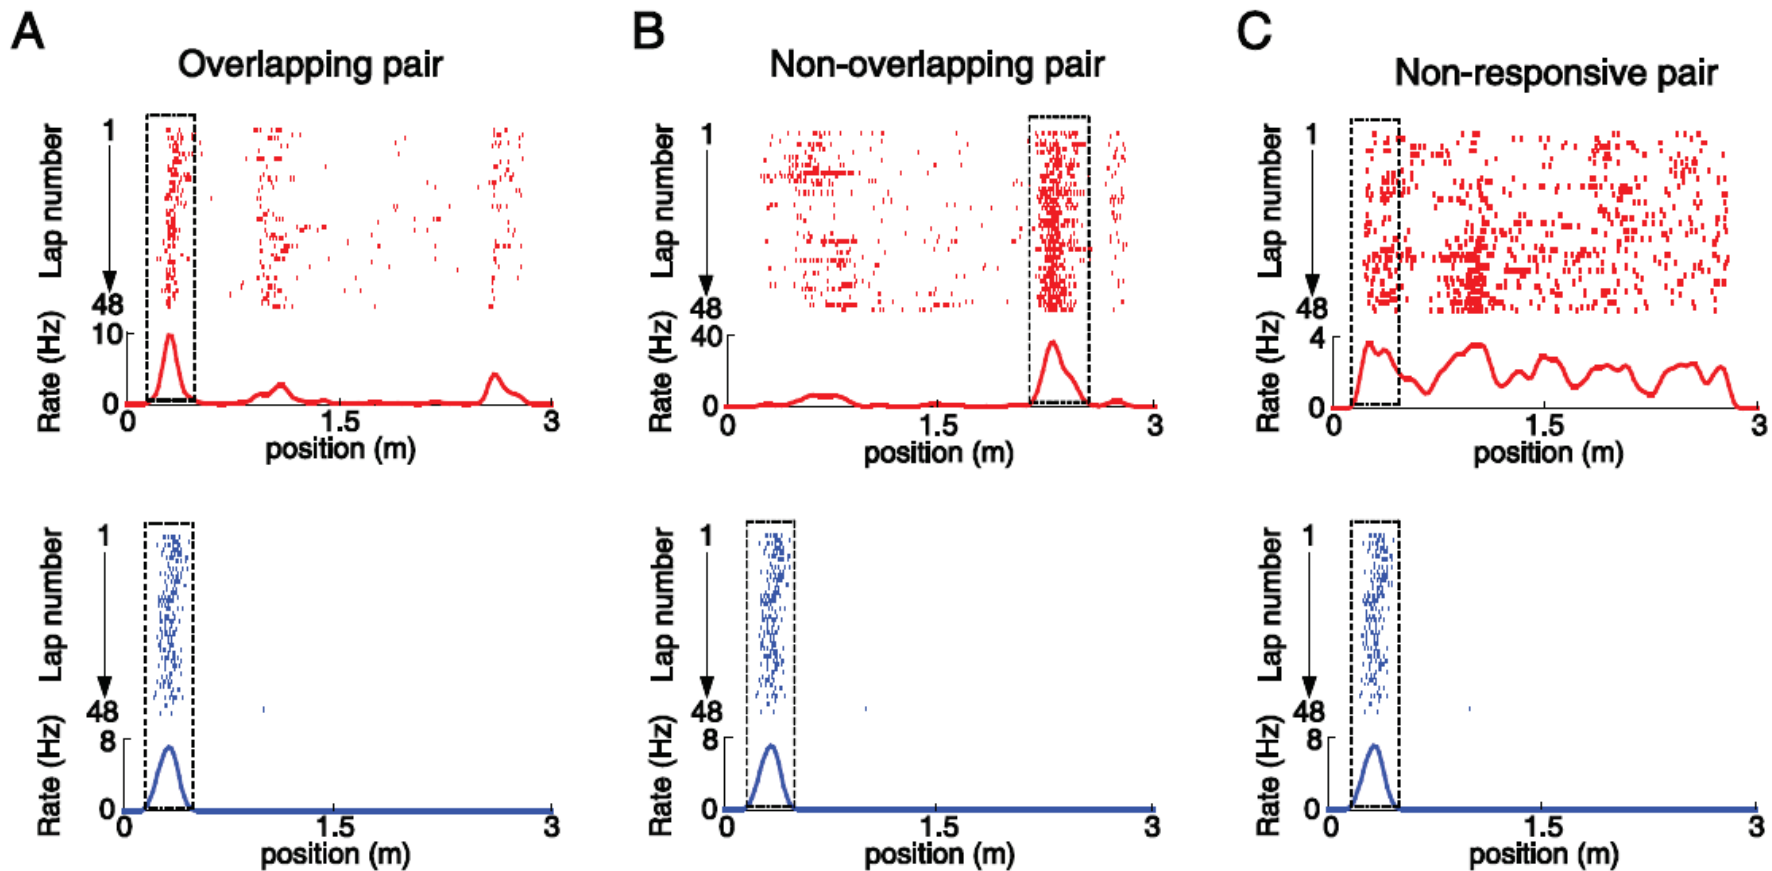 A
Overlapping pair
Lap number
1
48
Rate (Hz)
10
0
0 1.5 3
position (m)
Lap number
1
48
Rate (Hz)
8
0
0 1.5 3
position (m)
B
Non-overlapping pair
Lap number
1
48
Rate (Hz)
40
0
0 1.5 3
position (m)
Lap number
1
48
Rate (Hz)
8
0
0 1.5 3
position (m)
C
Non-responsive pair
Lap number
1
48
Rate (Hz)
4
0
0 1.5 3
position (m)
Lap number
1
48
Rate (Hz)
8
0
0 1.5 3
position (m)